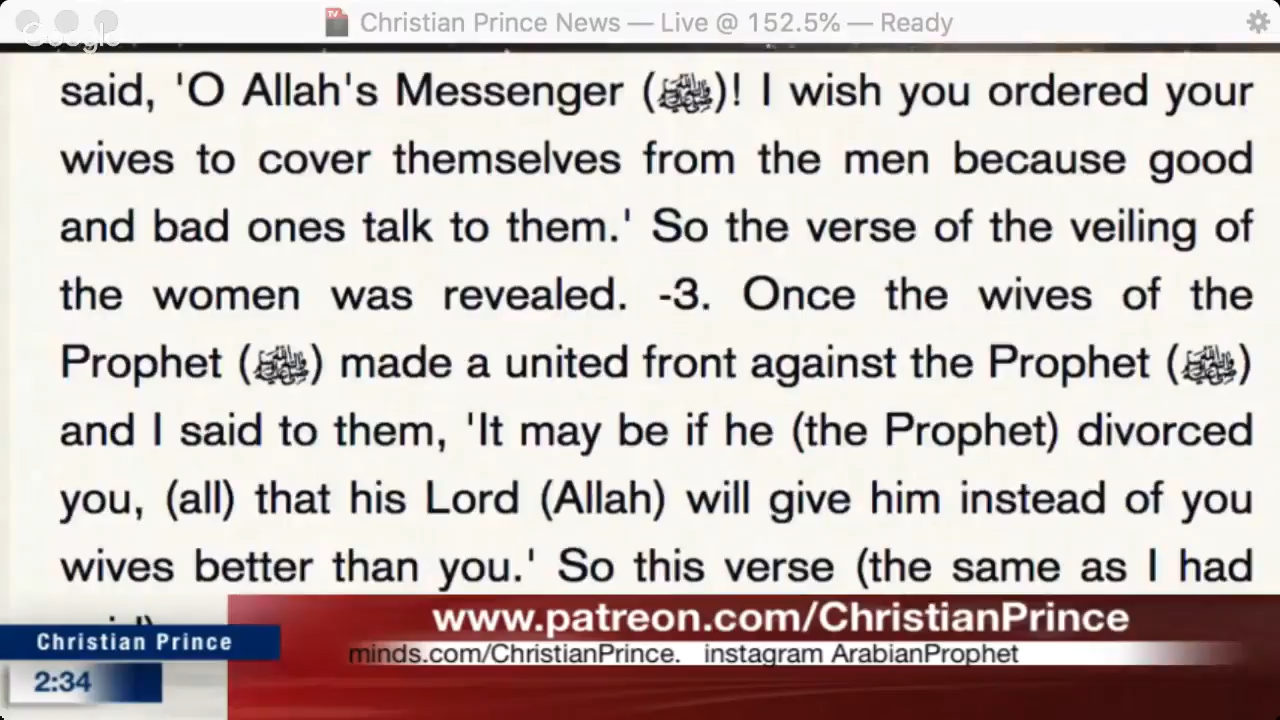 Christian Prince News — Live @ 152.5% — Ready
Google
said, 'O Allah's Messenger (ﷺ)! I wish you ordered your
wives to cover themselves from the men because good
and bad ones talk to them.' So the verse of the veiling of
the women was revealed. -3. Once the wives of the
Prophet (ﷺ) made a united front against the Prophet (ﷺ)
and I said to them, 'It may be if he (the Prophet) divorced
you, (all) that his Lord (Allah) will give him instead of you
wives better than you.' So this verse (the same as I had
www.patreon.com/ChristianPrince
Christian Prince
minds.com/ChristianPrince. instagram ArabianProphet
2:34